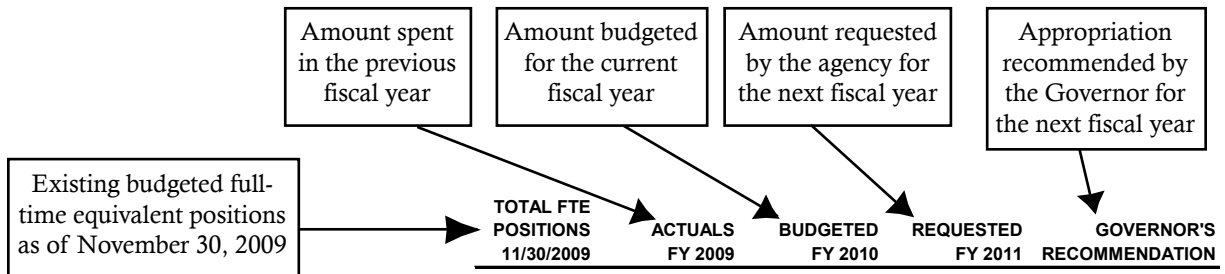 Amount spent
in the previous
fiscal year
Amount budgeted
for the current
fiscal year
Amount requested
by the agency for
the next fiscal year
Appropriation
recommended by
the Governor for
the next fiscal year
Existing budgeted full-
time equivalent positions
as of November 30, 2009
TOTAL FTE
POSITIONS
11/30/2009
ACTUALS
FY 2009
BUDGETED
FY 2010
REQUESTED
FY 2011
GOVERNOR'S
RECOMMENDATION